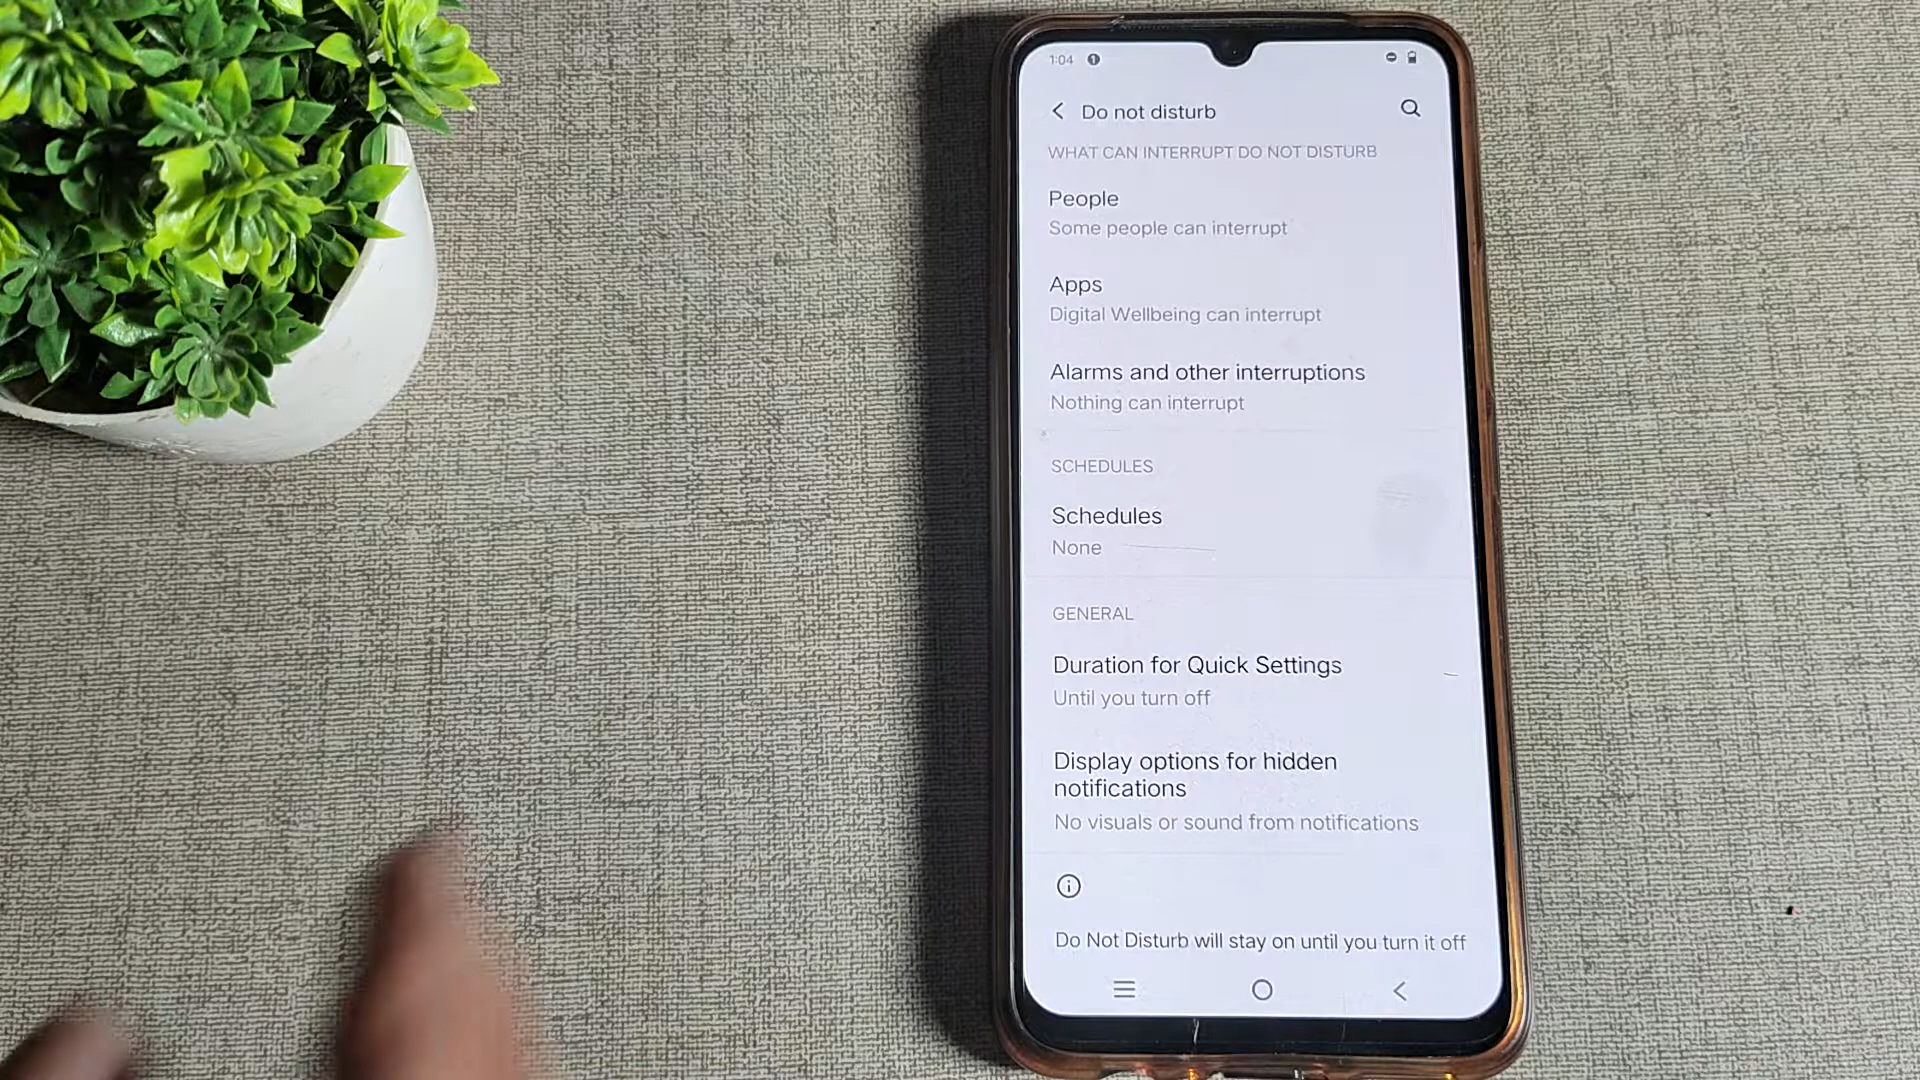 1:04
Do not disturb
WHAT CAN INTERRUPT DO NOT DISTURB
People
Some people can interrupt
Apps
Digital Wellbeing can interrupt
Alarms and other interruptions
Nothing can interrupt
SCHEDULES
Schedules
None
GENERAL
Duration for Quick Settings
Until you turn off
Display options for hidden
notifications
No visuals or sound from notifications
Do Not Disturb will stay on until you turn it off